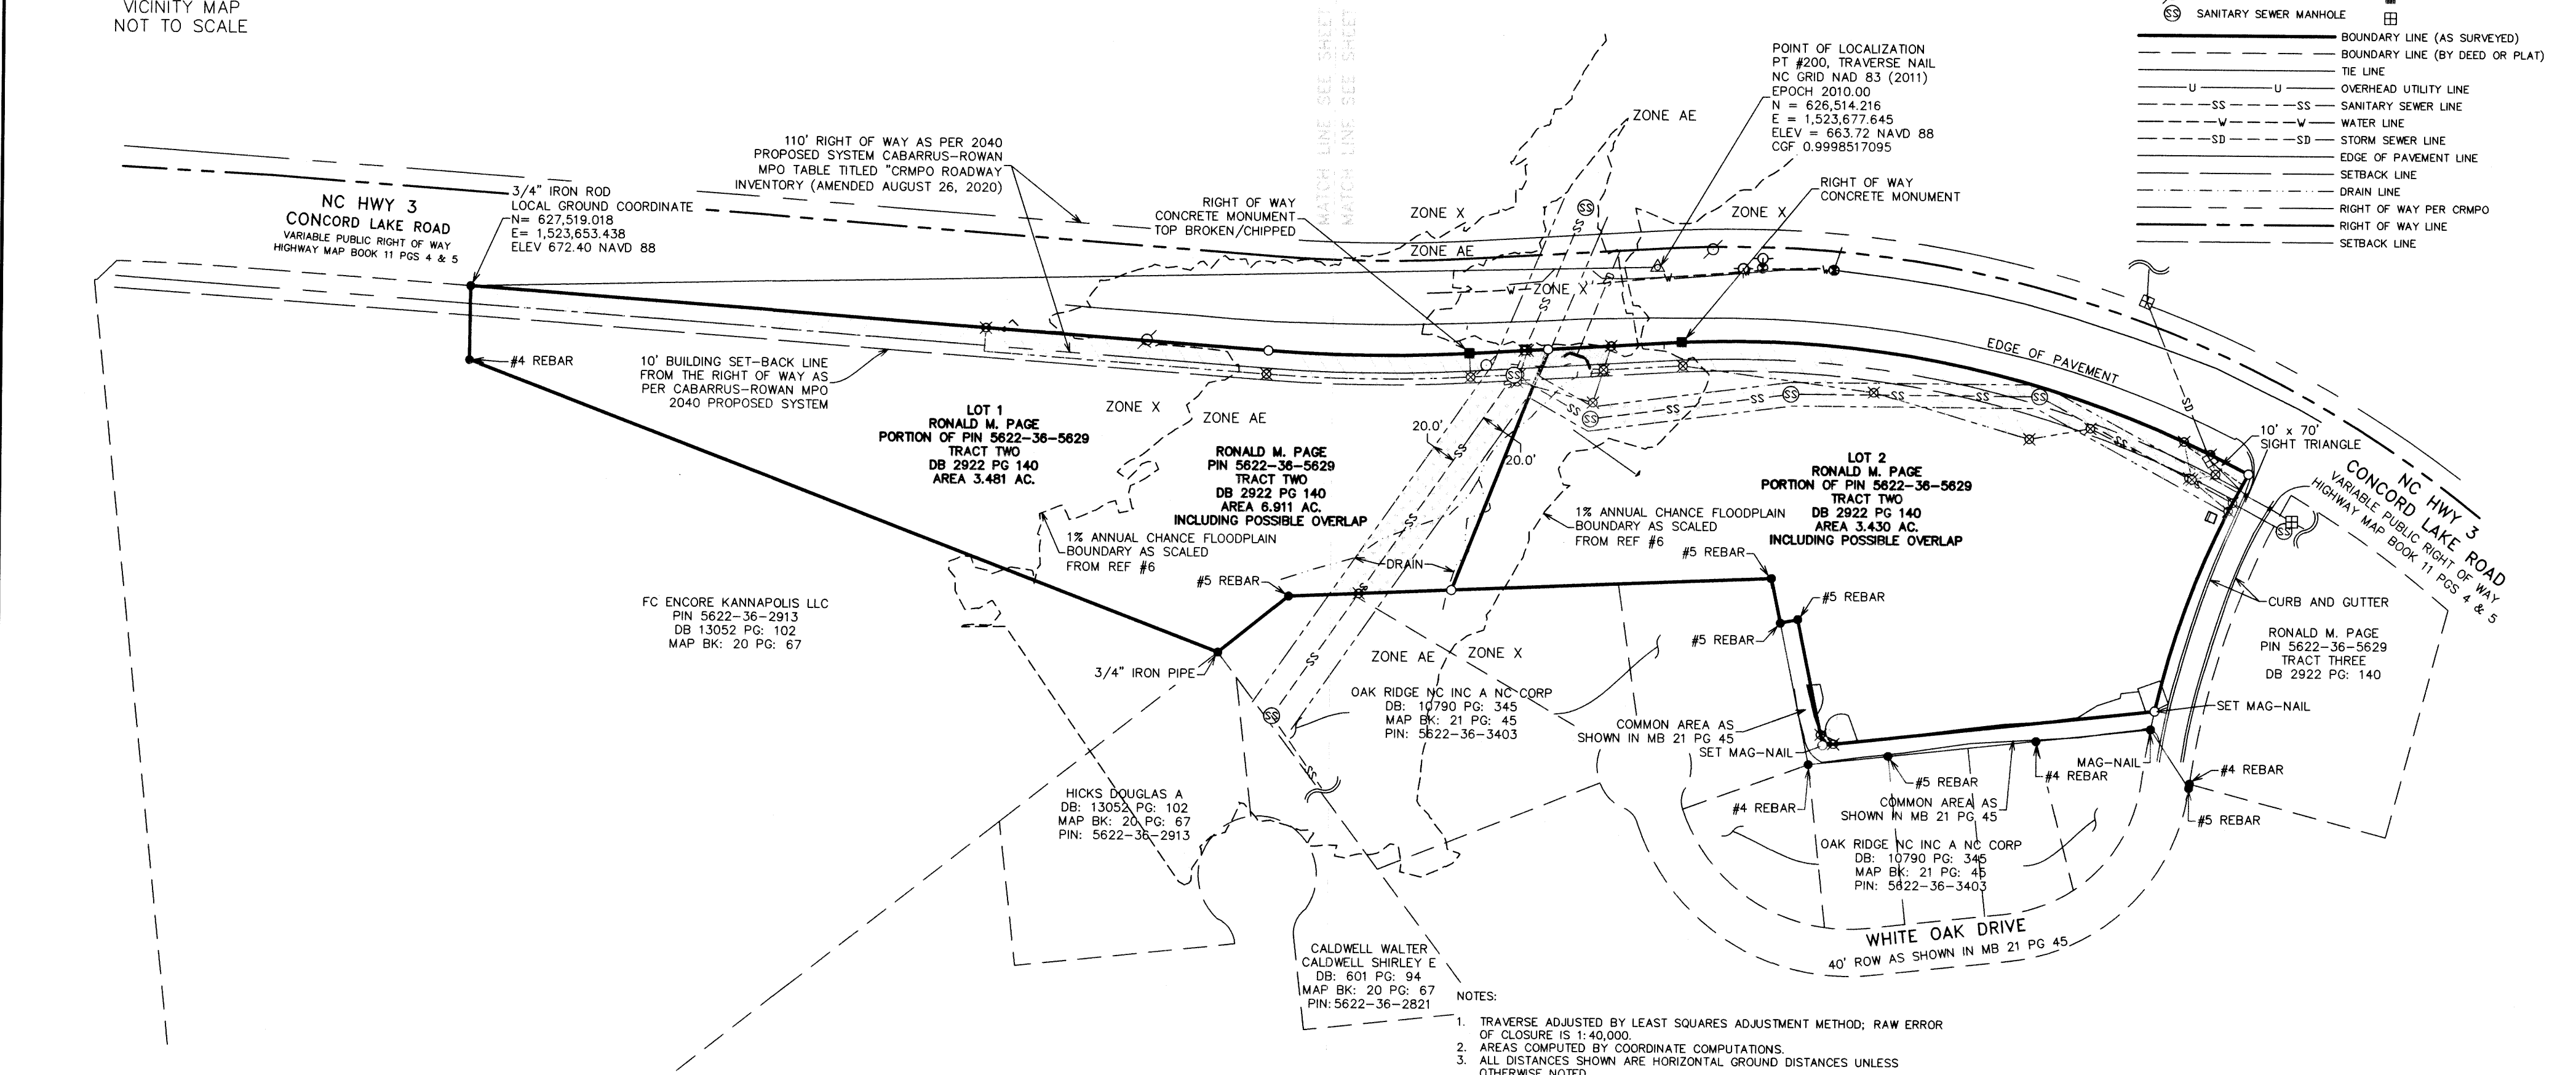 VICINITY MAP
NOT TO SCALE
SS SANITARY SEWER MANHOLE
BOUNDARY LINE (AS SURVEYED)
BOUNDARY LINE (BY DEED OR PLAT)
TIE LINE
U U OVERHEAD UTILITY LINE
SS SS SANITARY SEWER LINE
W W WATER LINE
SD SD STORM SEWER LINE
EDGE OF PAVEMENT LINE
SETBACK LINE
DRAIN LINE
RIGHT OF WAY PER CRMPO
RIGHT OF WAY LINE
SETBACK LINE
MATCH LINE SEE SHEET
MATCH LINE SEE SHEET
POINT OF LOCALIZATION
PT #200, TRAVERSE NAIL
NC GRID NAD 83 (2011)
EPOCH 2010.00
N = 626,514.216
E = 1,523,677.645
ELEV = 663.72 NAVD 88
CGF 0.9998517095
ZONE AE
110' RIGHT OF WAY AS PER 2040
PROPOSED SYSTEM CABARRUS-ROWAN
MPO TABLE TITLED "CRMPO ROADWAY
INVENTORY (AMENDED AUGUST 26, 2020)
3/4" IRON ROD
LOCAL GROUND COORDINATE
N= 627,519.018
E= 1,523,653.438
ELEV 672.40 NAVD 88
NC HWY 3
CONCORD LAKE ROAD
VARIABLE PUBLIC RIGHT OF WAY
HIGHWAY MAP BOOK 11 PGS 4 & 5
RIGHT OF WAY
CONCRETE MONUMENT
TOP BROKEN/CHIPPED
RIGHT OF WAY
CONCRETE MONUMENT
ZONE X
ZONE X
ZONE AE
ZONE X
#4 REBAR
10' BUILDING SET-BACK LINE
FROM THE RIGHT OF WAY AS
PER CABARRUS-ROWAN MPO
2040 PROPOSED SYSTEM
EDGE OF PAVEMENT
SD
10' x 70'
SIGHT TRIANGLE
ZONE X
ZONE AE
20.0'
20.0'
LOT 1
RONALD M. PAGE
PORTION OF PIN 5622-36-5629
TRACT TWO
DB 2922 PG 140
AREA 3.481 AC.
RONALD M. PAGE
PIN 5622-36-5629
TRACT TWO
DB 2922 PG 140
AREA 6.911 AC.
INCLUDING POSSIBLE OVERLAP
LOT 2
RONALD M. PAGE
PORTION OF PIN 5622-36-5629
TRACT TWO
DB 2922 PG 140
AREA 3.430 AC.
INCLUDING POSSIBLE OVERLAP
NC HWY 3
CONCORD LAKE ROAD
VARIABLE PUBLIC RIGHT OF WAY
HIGHWAY MAP BOOK 11 PGS 4 & 5
1% ANNUAL CHANCE FLOODPLAIN
BOUNDARY AS SCALED
FROM REF #6
1% ANNUAL CHANCE FLOODPLAIN
BOUNDARY AS SCALED
FROM REF #6
DRAIN
#5 REBAR
#5 REBAR
#5 REBAR
#5 REBAR
CURB AND GUTTER
FC ENCORE KANNAPOLIS LLC
PIN 5622-36-2913
DB 13052 PG: 102
MAP BK: 20 PG: 67
RONALD M. PAGE
PIN 5622-36-5629
TRACT THREE
DB 2922 PG: 140
ZONE AE
ZONE X
3/4" IRON PIPE
OAK RIDGE NC INC A NC CORP
DB: 10790 PG: 345
MAP BK: 21 PG: 45
PIN: 5622-36-3403
COMMON AREA AS
SHOWN IN MB 21 PG 45
SET MAG-NAIL
SET MAG-NAIL
MAG-NAIL
#4 REBAR
#5 REBAR
#4 REBAR
#4 REBAR
#5 REBAR
COMMON AREA AS
SHOWN IN MB 21 PG 45
HICKS DOUGLAS A
DB: 13052 PG: 102
MAP BK: 20 PG: 67
PIN: 5622-36-2913
OAK RIDGE NC INC A NC CORP
DB: 10790 PG: 345
MAP BK: 21 PG: 45
PIN: 5622-36-3403
WHITE OAK DRIVE
40' ROW AS SHOWN IN MB 21 PG 45
CALDWELL WALTER
CALDWELL SHIRLEY E
DB: 601 PG: 94
MAP BK: 20 PG: 67
PIN: 5622-36-2821
NOTES:
1. TRAVERSE ADJUSTED BY LEAST SQUARES ADJUSTMENT METHOD; RAW ERROR
OF CLOSURE IS 1:40,000.
2. AREAS COMPUTED BY COORDINATE COMPUTATIONS.
3. ALL DISTANCES SHOWN ARE HORIZONTAL GROUND DISTANCES UNLESS
OTHERWISE NOTED